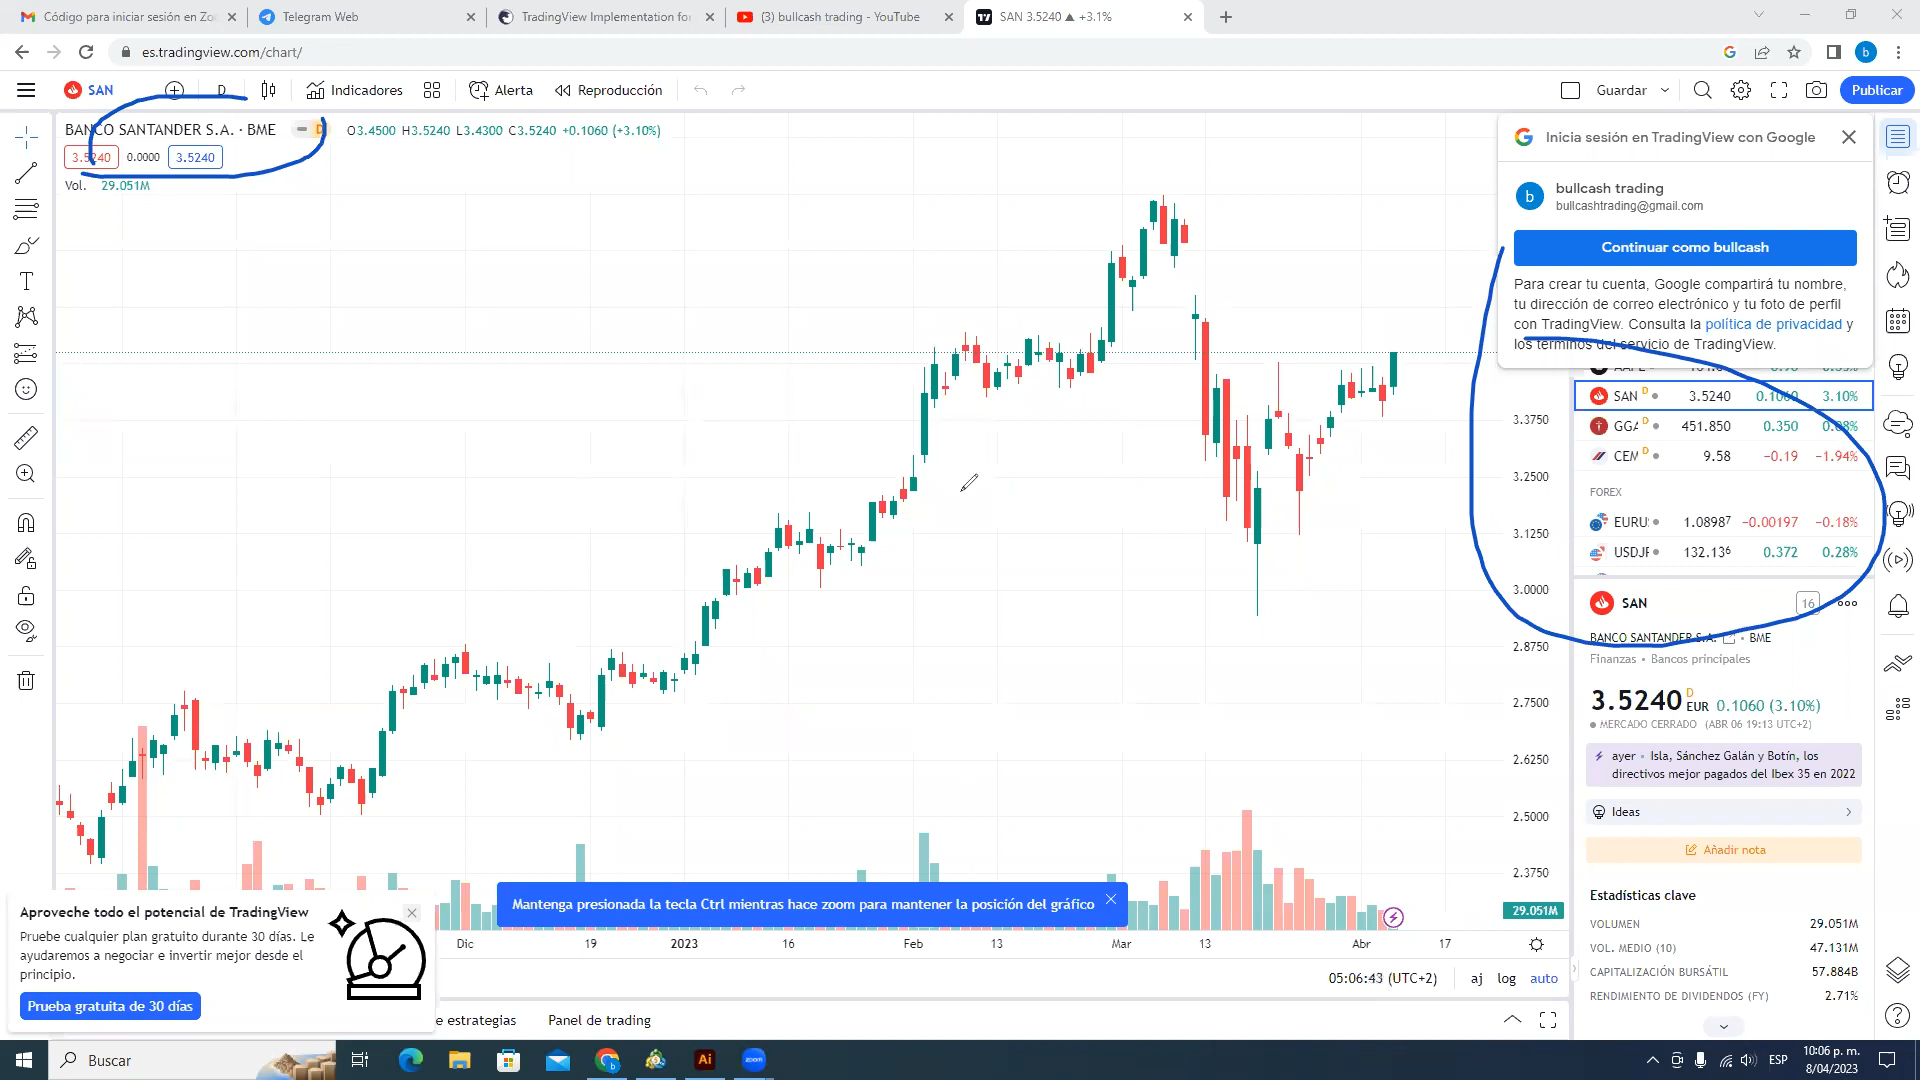 Código para iniciar sesión en Zo
Telegram Web
TradingView Implementation for
(3) bullcash trading - YouTube
SAN 3.5240 ▲ +3.1%
es.tradingview.com/chart/
SAN
D
Indicadores
Alerta
Reproducción
Guardar
Publicar
BANCO SANTANDER S.A. · BME
D
O3.4500 H3.5240 L3.4300 C3.5240 +0.1060 (+3.10%)
3.5240
0.0000
3.5240
Vol. 29.051M
Inicia sesión en TradingView con Google
b
bullcash trading
bullcashtrading@gmail.com
Continuar como bullcash
Para crear tu cuenta, Google compartirá tu nombre,
tu dirección de correo electrónico y tu foto de perfil
con TradingView. Consulta la política de privacidad y
los términos del servicio de TradingView.
SAN D 3.5240 0.1060 3.10%
GGA D 451.850 0.350 0.08%
CEM D 9.58 −0.19 −1.94%
FOREX
EURU 1.08987 −0.00197 −0.18%
USDJF 132.136 0.372 0.28%
3.3750
3.2500
3.1250
3.0000
2.8750
2.7500
2.6250
2.5000
2.3750
29.051M
SAN
16
BANCO SANTANDER S.A. • BME
Finanzas • Bancos principales
3.5240 D EUR 0.1060 (3.10%)
MERCADO CERRADO (ABR 06 19:13 UTC+2)
ayer • Isla, Sánchez Galán y Botín, los
directivos mejor pagados del Ibex 35 en 2022
Ideas
Añadir nota
Estadísticas clave
VOLUMEN 29.051M
VOL. MEDIO (10) 47.131M
CAPITALIZACIÓN BURSÁTIL 57.884B
RENDIMIENTO DE DIVIDENDOS (FY) 2.71%
Aproveche todo el potencial de TradingView
Pruebe cualquier plan gratuito durante 30 días. Le
ayudaremos a negociar e invertir mejor desde el
principio.
Prueba gratuita de 30 días
Mantenga presionada la tecla Ctrl mientras hace zoom para mantener la posición del gráfico
Dic 19 2023 16 Feb 13 Mar 13 Abr 17
05:06:43 (UTC+2)
aj log auto
e estrategias
Panel de trading
Buscar
Ai
zoom
ESP
10:06 p. m.
8/04/2023